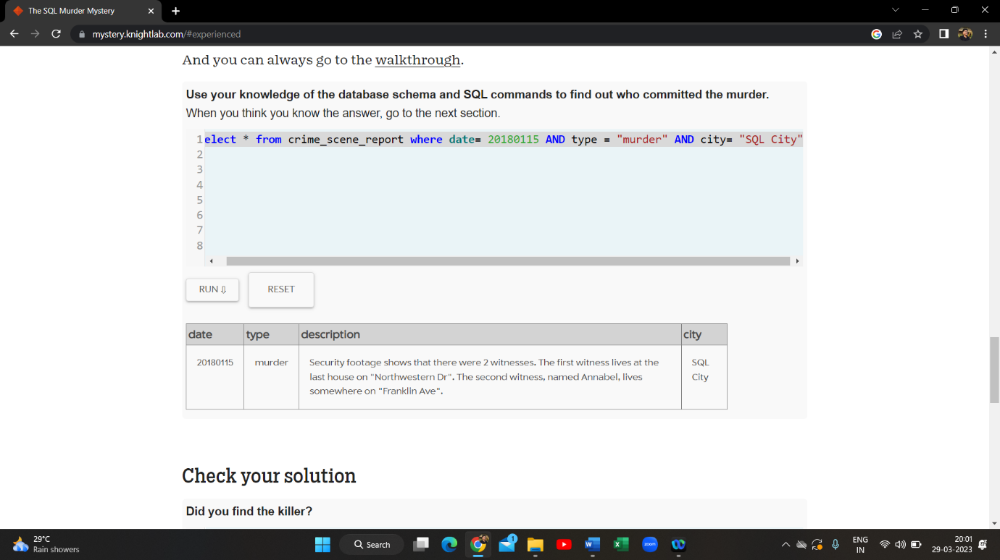 The SQL Murder Mystery
mystery.knightlab.com/#experienced
And you can always go to the walkthrough.
Use your knowledge of the database schema and SQL commands to find out who committed the murder.
When you think you know the answer, go to the next section.
1 elect * from crime_scene_report where date= 20180115 AND type = "murder" AND city= "SQL City"
2
3
4
5
6
7
8
RUN ⇩ RESET
date type description city
20180115 murder Security footage shows that there were 2 witnesses. The first witness lives at the SQL
last house on "Northwestern Dr". The second witness, named Annabel, lives City
somewhere on "Franklin Ave".
Check your solution
Did you find the killer?
29°C
Rain showers
Search
1
W
X
zoom
ENG
IN
20:01
29-03-2023